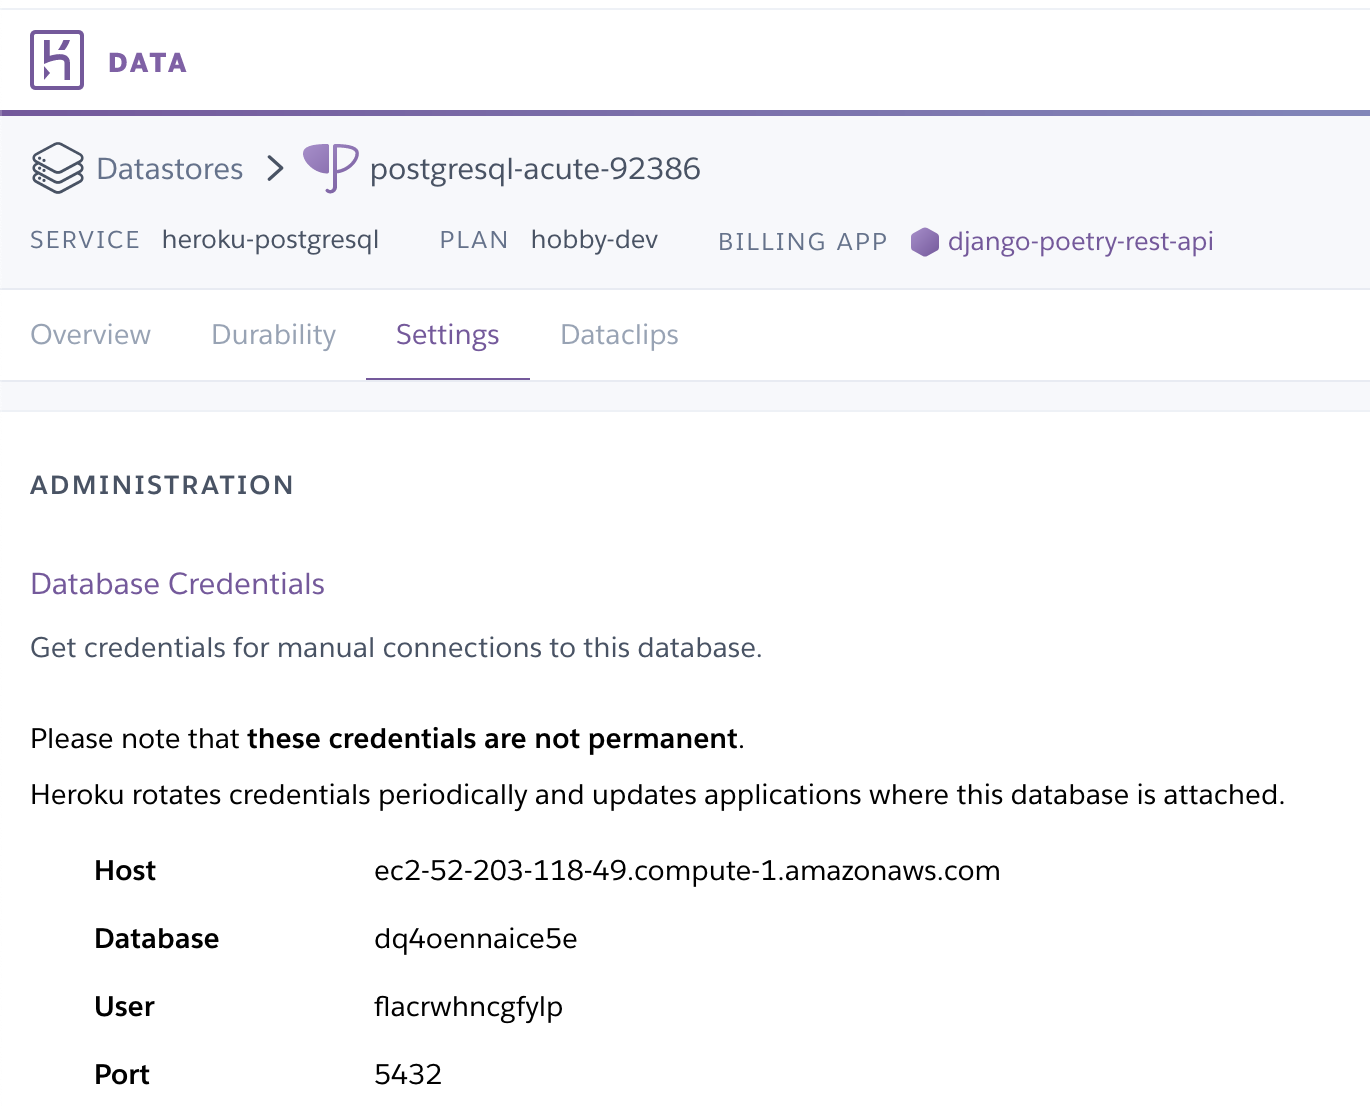 DATA
Datastores postgresql-acute-92386
SERVICE heroku-postgresql PLAN hobby-dev BILLING APP django-poetry-rest-api
Overview Durability Settings Dataclips
ADMINISTRATION
Database Credentials
Get credentials for manual connections to this database.
Please note that these credentials are not permanent.
Heroku rotates credentials periodically and updates applications where this database is attached.
Host ec2-52-203-118-49.compute-1.amazonaws.com
Database dq4oennaice5e
User flacrwhncgfylp
Port 5432